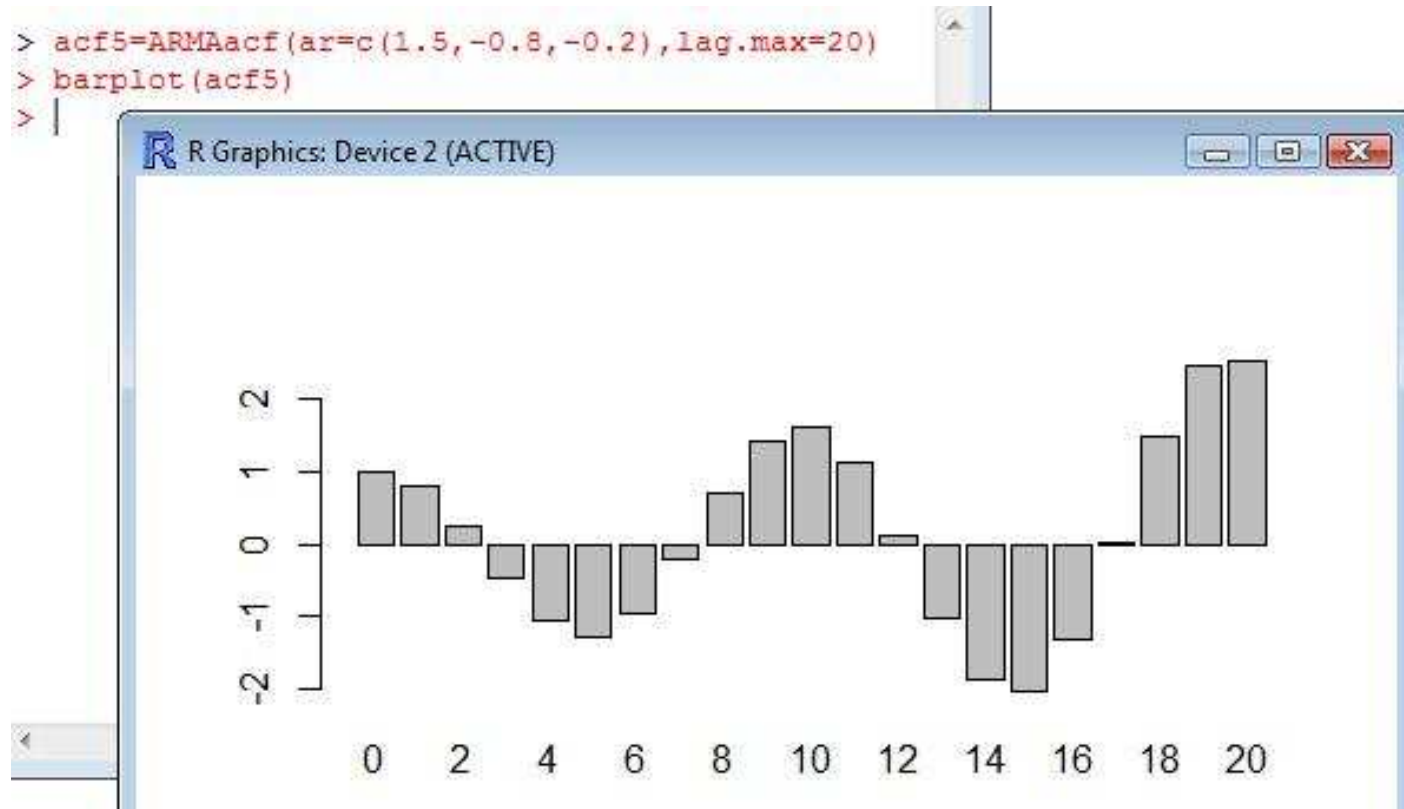 > acf5=ARMAacf(ar=c(1.5,-0.8,-0.2),lag.max=20)
> barplot(acf5)
>
R R Graphics: Device 2 (ACTIVE)
2
1
0
-1
-2
0 2 4 6 8 10 12 14 16 18 20